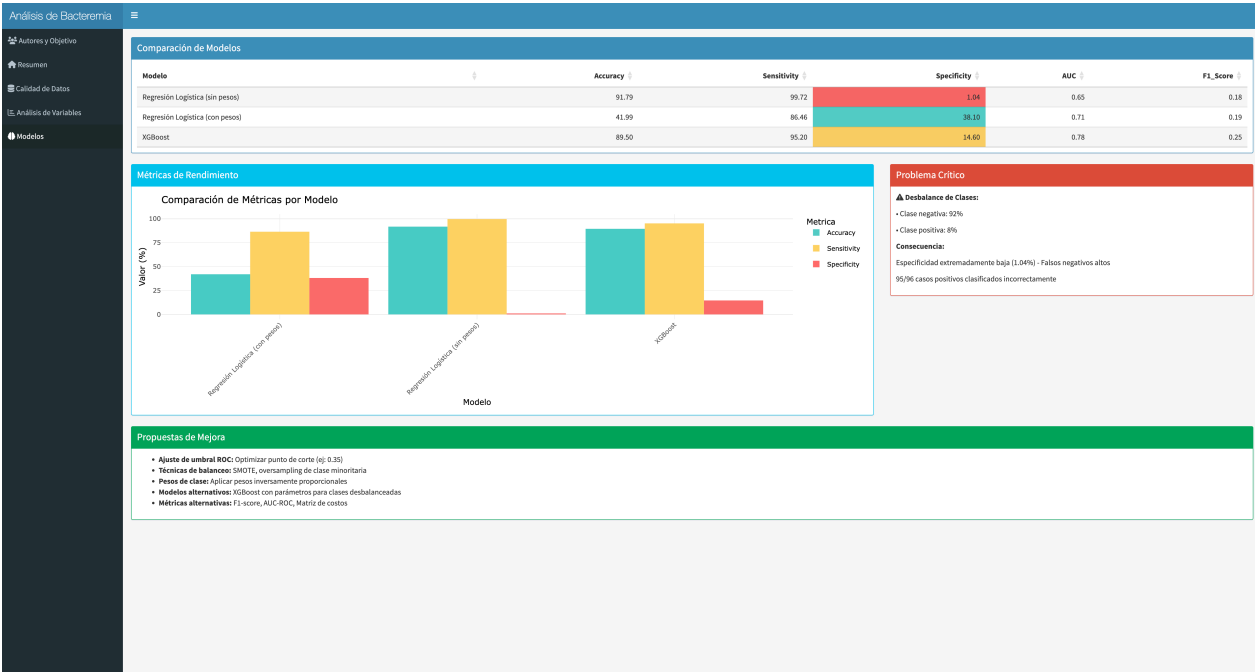 Análisis de Bacteremia
Autores y Objetivo
Resumen
Calidad de Datos
Análisis de Variables
Modelos
Comparación de Modelos
Modelo Accuracy Sensitivity Specificity AUC F1_Score
Regresión Logística (sin pesos) 91.79 99.72 1.04 0.65 0.18
Regresión Logística (con pesos) 41.99 86.46 38.10 0.71 0.19
XGBoost 89.50 95.20 14.60 0.78 0.25
Métricas de Rendimiento
Comparación de Métricas por Modelo
100
75
50
25
0
Valor (%)
Regresión Logística (con pesos)
Regresión Logística (sin pesos)
XGBoost
Modelo
Metrica
Accuracy
Sensitivity
Specificity
Problema Crítico
Desbalance de Clases:
• Clase negativa: 92%
• Clase positiva: 8%
Consecuencia:
Especificidad extremadamente baja (1.04%) - Falsos negativos altos
95/96 casos positivos clasificados incorrectamente
Propuestas de Mejora
• Ajuste de umbral ROC: Optimizar punto de corte (ej: 0.35)
• Técnicas de balanceo: SMOTE, oversampling de clase minoritaria
• Pesos de clase: Aplicar pesos inversamente proporcionales
• Modelos alternativos: XGBoost con parámetros para clases desbalanceadas
• Métricas alternativas: F1-score, AUC-ROC, Matriz de costos